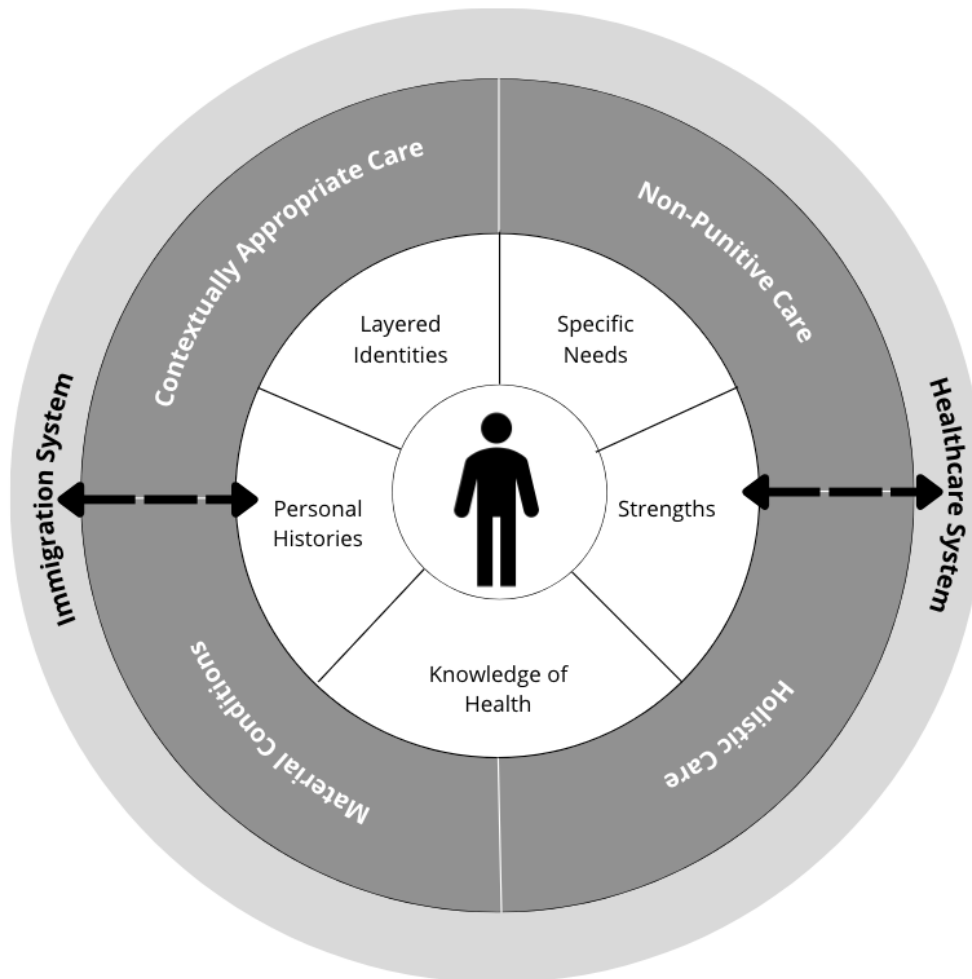 Contextually Appropriate Care
Non-Punitive Care
Layered
Identities
Specific
Needs
Immigration System
Healthcare System
Personal
Histories
Strengths
Knowledge of
Health
Material Conditions
Holistic Care